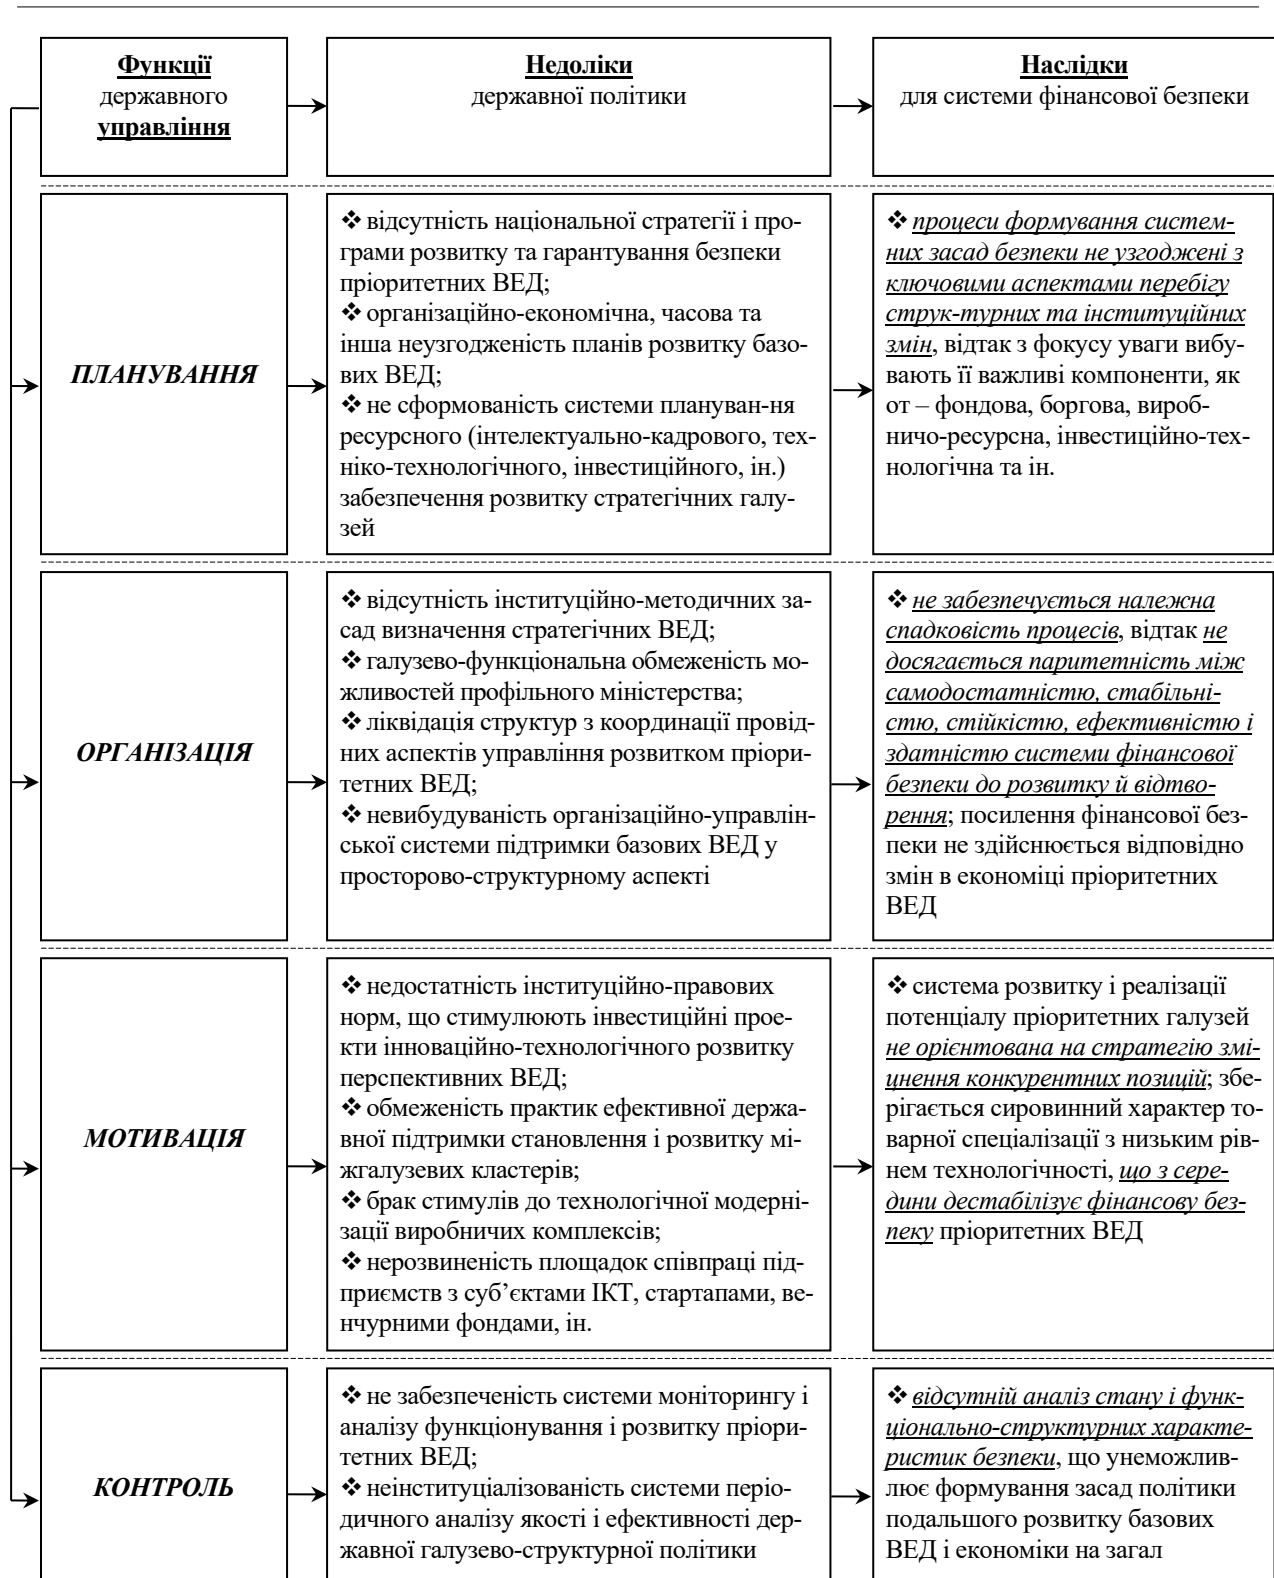 Функції
державного
управління
Недоліки
державної політики
Наслідки
для системи фінансової безпеки
ПЛАНУВАННЯ
❖ відсутність національної стратегії і про-
грами розвитку та гарантування безпеки
пріоритетних ВЕД;
❖ організаційно-економічна, часова та
інша неузгодженість планів розвитку базо-
вих ВЕД;
❖ не сформованість системи плануван-ня
ресурсного (інтелектуально-кадрового, тех-
ніко-технологічного, інвестиційного, ін.)
забезпечення розвитку стратегічних галу-
зей
❖ процеси формування систем-
них засад безпеки не узгоджені з
ключовими аспектами перебігу
струк-турних та інституційних
змін, відтак з фокусу уваги вибу-
вають її важливі компоненти, як
от – фондова, боргова, вироб-
ничо-ресурсна, інвестиційно-тех-
нологічна та ін.
ОРГАНІЗАЦІЯ
❖ відсутність інституційно-методичних за-
сад визначення стратегічних ВЕД;
❖ галузево-функціональна обмеженість мо-
жливостей профільного міністерства;
❖ ліквідація структур з координації провід-
них аспектів управління розвитком пріори-
тетних ВЕД;
❖ невибудуваність організаційно-управлін-
ської системи підтримки базових ВЕД у
просторово-структурному аспекті
❖ не забезпечується належна
спадковість процесів, відтак не
досягається паритетність між
самодостатністю, стабільні-
стю, стійкістю, ефективністю і
здатністю системи фінансової
безпеки до розвитку й відтво-
рення; посилення фінансової без-
пеки не здійснюється відповідно
змін в економіці пріоритетних
ВЕД
МОТИВАЦІЯ
❖ недостатність інституційно-правових
норм, що стимулюють інвестиційні прое-
кти інноваційно-технологічного розвитку
перспективних ВЕД;
❖ обмеженість практик ефективної держа-
вної підтримки становлення і розвитку мі-
жгалузевих кластерів;
❖ брак стимулів до технологічної модерні-
зації виробничих комплексів;
❖ нерозвиненість площадок співпраці під-
приємств з суб’єктами ІКТ, стартапами, ве-
нчурними фондами, ін.
❖ система розвитку і реалізації
потенціалу пріоритетних галузей
не орієнтована на стратегію змі-
цнення конкурентних позицій; збе-
рігається сировинний характер то-
варної спеціалізації з низьким рів-
нем технологічності, що з сере-
дини дестабілізує фінансову без-
пеку пріоритетних ВЕД
КОНТРОЛЬ
❖ не забезпеченість системи моніторингу і
аналізу функціонування і розвитку пріори-
тетних ВЕД;
❖ неінституціалізованість системи періо-
дичного аналізу якості і ефективності дер-
жавної галузево-структурної політики
❖ відсутній аналіз стану і функ-
ціонально-структурних характе-
ристик безпеки, що унеможлив-
лює формування засад політики
подальшого розвитку базових
ВЕД і економіки на загал